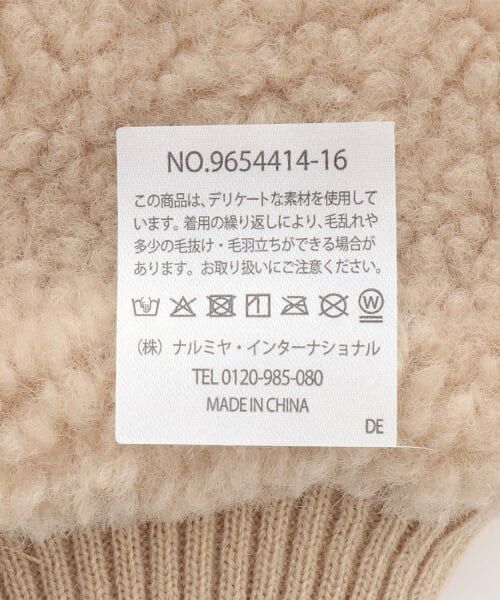 NO.9654414-16
この商品は、デリケートな素材を使用して
います。着用の繰り返しにより、毛乱れや
多少の毛抜け・毛羽立ちができる場合が
あります。お取り扱いにご注意ください。
W
（株）ナルミヤ・インターナショナル
TEL 0120-985-080
MADE IN CHINA
DE